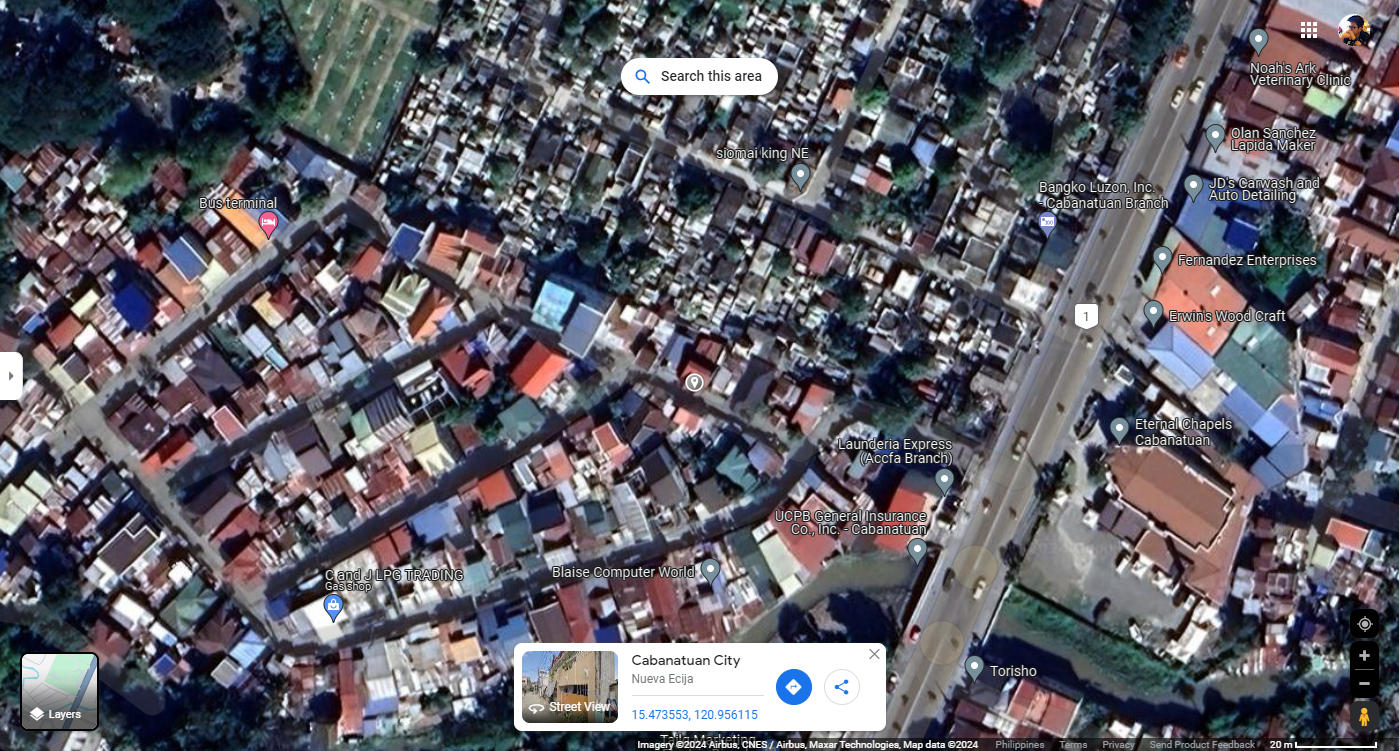 Noah's Ark
Veterinary Clinic
Search this area
Olan Sanchez
Lapida Maker
siomai king NE
JD's Carwash and
Auto Detailing
Bangko Luzon, Inc.
- Cabanatuan Branch
Bus terminal
Fernandez Enterprises
1
Erwin's Wood Craft
Eternal Chapels
Cabanatuan
Launderia Express
(Accfa Branch)
UCPB General Insurance
Co., Inc. - Cabanatuan
C and J LPG TRADING
Gas shop
Blaise Computer World
Torisho
Cabanatuan City
Nueva Ecija
Street View
15.473553, 120.956115
Layers
Imagery ©2024 Airbus, CNES / Airbus, Maxar Technologies, Map data ©2024 Philippines Terms Privacy Send Product Feedback 20 m